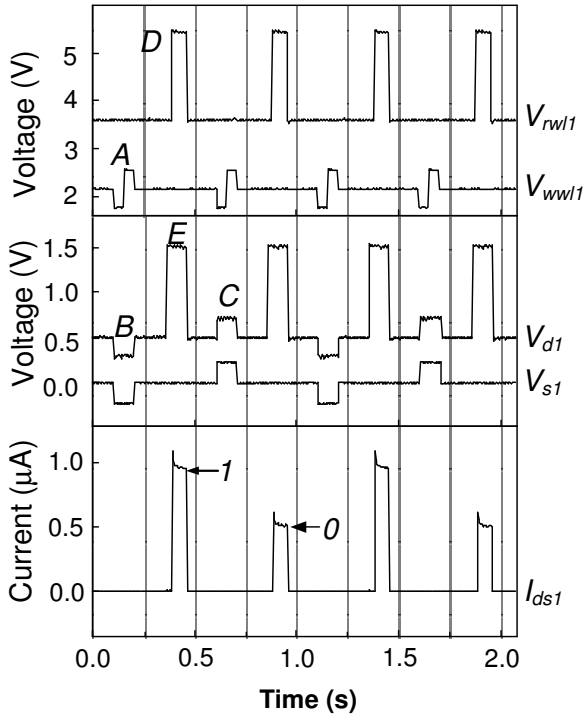 Voltage (V)
5
4
3
2
D
A
V_rwl1
V_wwl1
Voltage (V)
1.5
1.0
0.5
0.0
E
B
C
V_d1
V_s1
Current (µA)
1.0
0.5
0.0
1
0
I_ds1
0.0 0.5 1.0 1.5 2.0
Time (s)